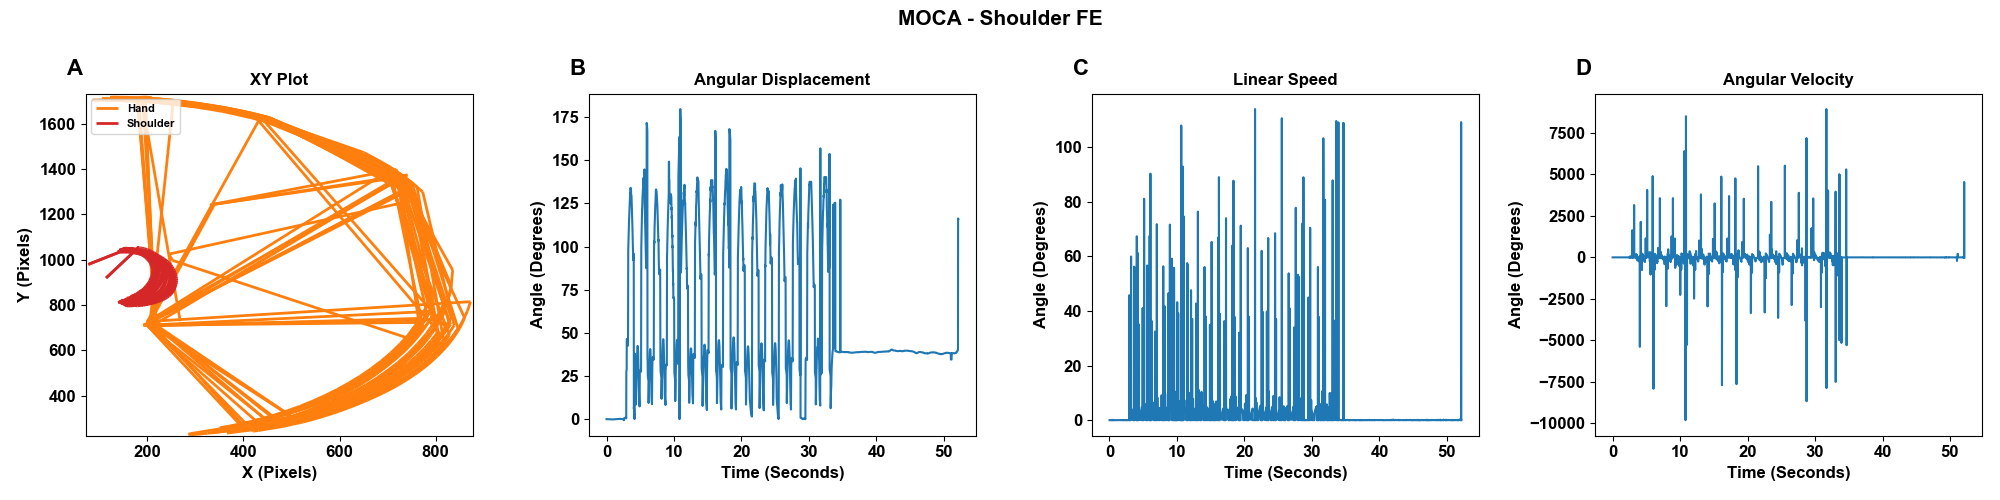 MOCA - Shoulder FE
A
XY Plot
Hand
Shoulder
1600
1400
1200
1000
800
600
400
Y (Pixels)
200
400
600
800
X (Pixels)
B
Angular Displacement
175
150
125
100
75
50
25
0
Angle (Degrees)
0
10
20
30
40
50
Time (Seconds)
C
Linear Speed
100
80
60
40
20
0
Angle (Degrees)
0
10
20
30
40
50
Time (Seconds)
D
Angular Velocity
7500
5000
2500
0
−2500
−5000
−7500
−10000
Angle (Degrees)
0
10
20
30
40
50
Time (Seconds)